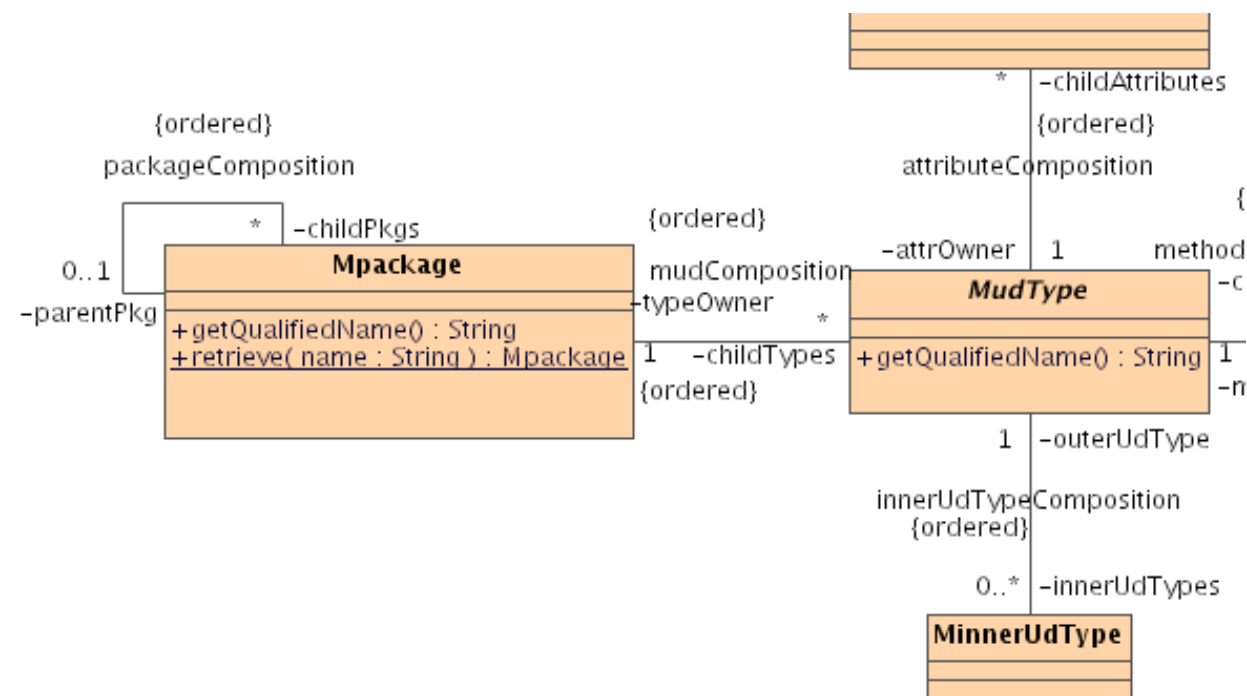 * -childAttributes
{ordered}
attributeComposition
-attrOwner 1
{ordered}
packageComposition
* -childPkgs
0..1
-parentPkg
Mpackage
+getQualifiedName() : String
+retrieve( name : String ) : Mpackage
{ordered}
mudComposition
-typeOwner
*
1 -childTypes
{ordered}
method
-c
{
MudType
+getQualifiedName() : String
1
1 -outerUdType
innerUdTypeComposition
{ordered}
0..* -innerUdTypes
MinnerUdType